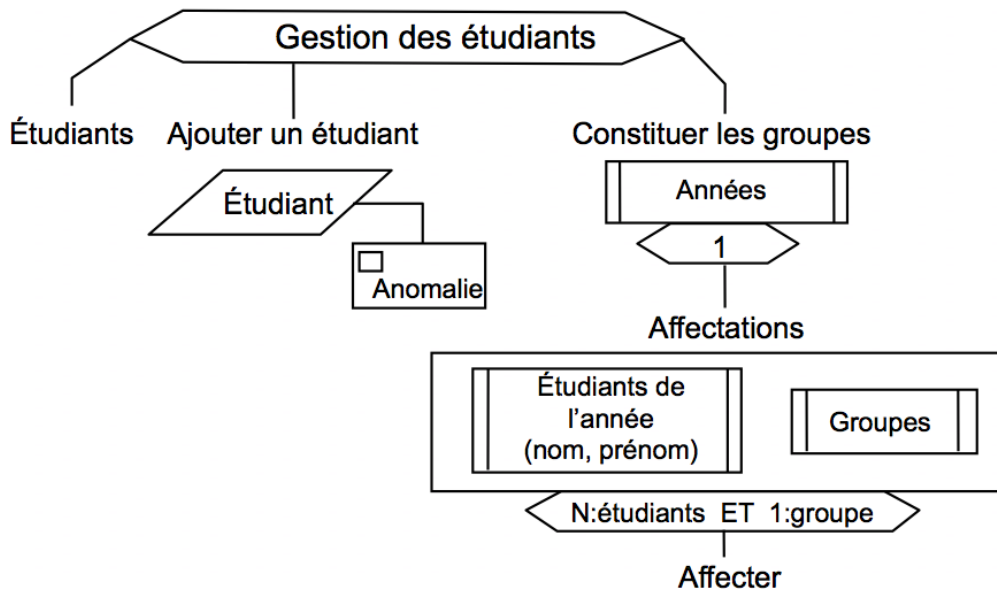 Gestion des étudiants
Étudiants
Ajouter un étudiant
Constituer les groupes
Étudiant
Années
Anomalie
1
Affectations
Étudiants de
l'année
(nom, prénom)
Groupes
N:étudiants ET 1:groupe
Affecter